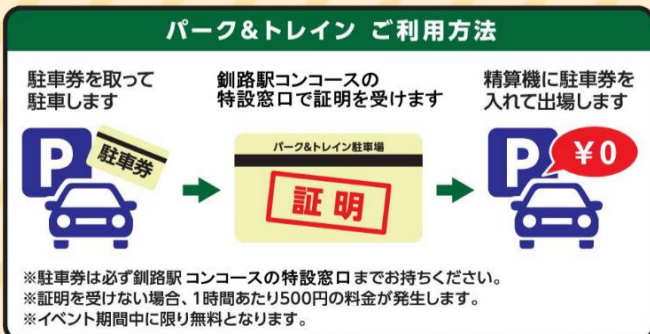 パーク&トレイン ご利用方法
駐車券を取って
駐車します
P
駐車券
釧路駅コンコースの
特設窓口で証明を受けます
パーク&トレイン駐車場
証明
精算機に駐車券を
入れて出場します
P
¥0
※駐車券は必ず釧路駅コンコースの特設窓口までお持ちください。
※証明を受けない場合、1時間あたり500円の料金が発生します。
※イベント期間中に限り無料となります。